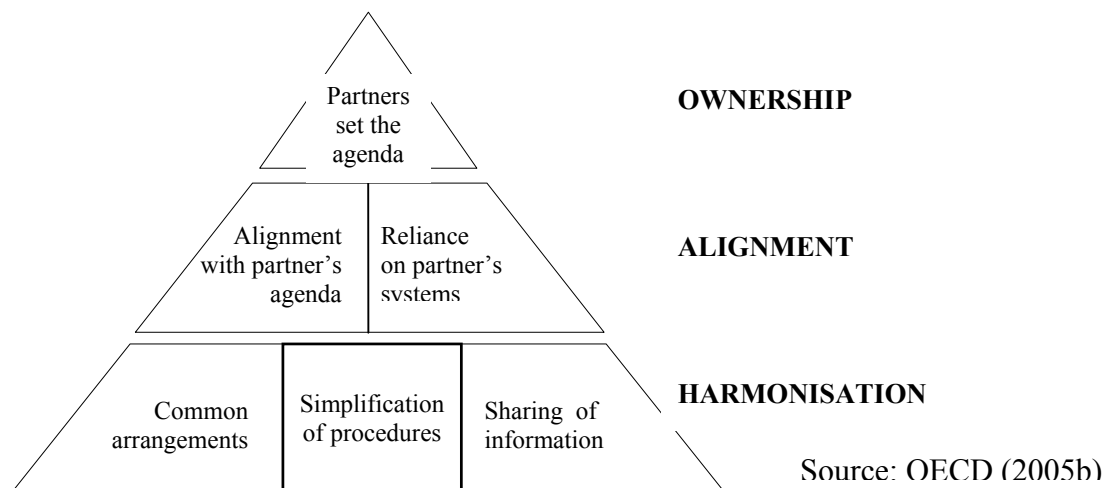 Partners
set the
agenda
OWNERSHIP
Alignment
with partner's
agenda
Reliance
on partner's
systems
ALIGNMENT
Common
arrangements
Simplification
of procedures
Sharing of
information
HARMONISATION
Source: OECD (2005b)